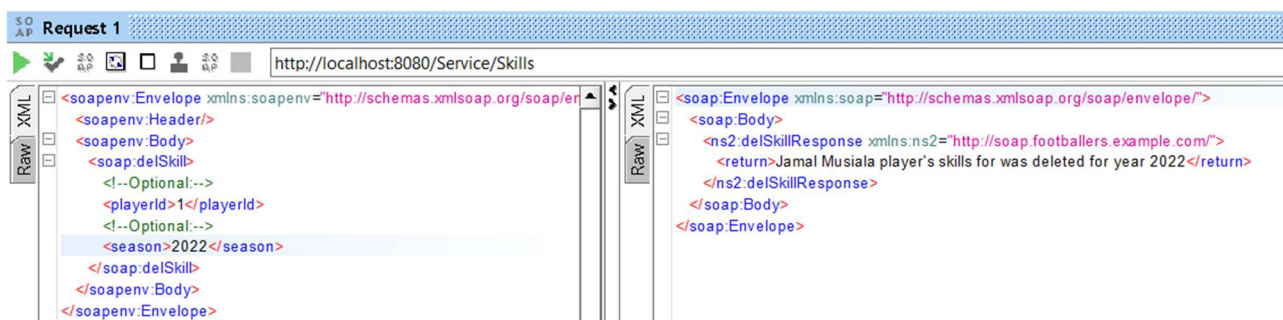 SO AP Request 1
http://localhost:8080/Service/Skills
XML
Raw
<soapenv:Envelope xmlns:soapenv="http://schemas.xmlsoap.org/soap/en
<soapenv:Header/>
<soapenv:Body>
<soap:delSkill>
<!--Optional:-->
<playerId>1</playerId>
<!--Optional:-->
<season>2022</season>
</soap:delSkill>
</soapenv:Body>
</soapenv:Envelope>
XML
Raw
<soap:Envelope xmlns:soap="http://schemas.xmlsoap.org/soap/envelope/">
<soap:Body>
<ns2:delSkillResponse xmlns:ns2="http://soap.footballers.example.com/">
<return>Jamal Musiala player's skills for was deleted for year 2022</return>
</ns2:delSkillResponse>
</soap:Body>
</soap:Envelope>